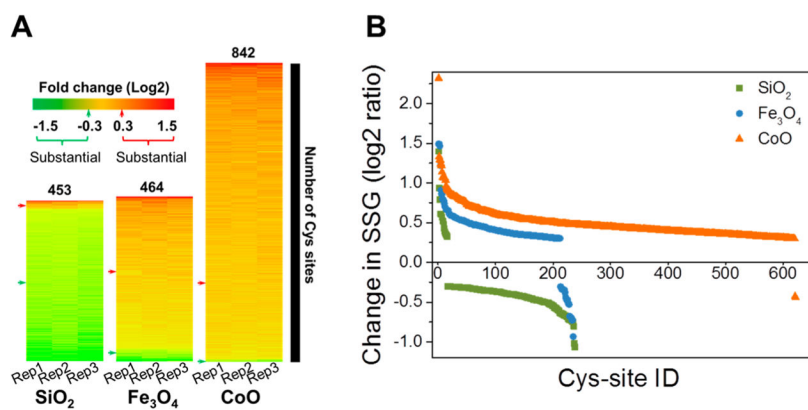 A
842
Fold change (Log2)
-1.5 -0.3 0.3 1.5
Substantial Substantial
453
464
Number of Cys sites
Rep1 Rep2 Rep3 Rep1 Rep2 Rep3 Rep1 Rep2 Rep3
SiO₂ Fe₃O₄ CoO
B
Change in SSG (log2 ratio)
2.0
1.5
1.0
0.5
0.0
-0.5
-1.0
SiO₂
Fe₃O₄
CoO
0 100 200 300 400 500 600
Cys-site ID